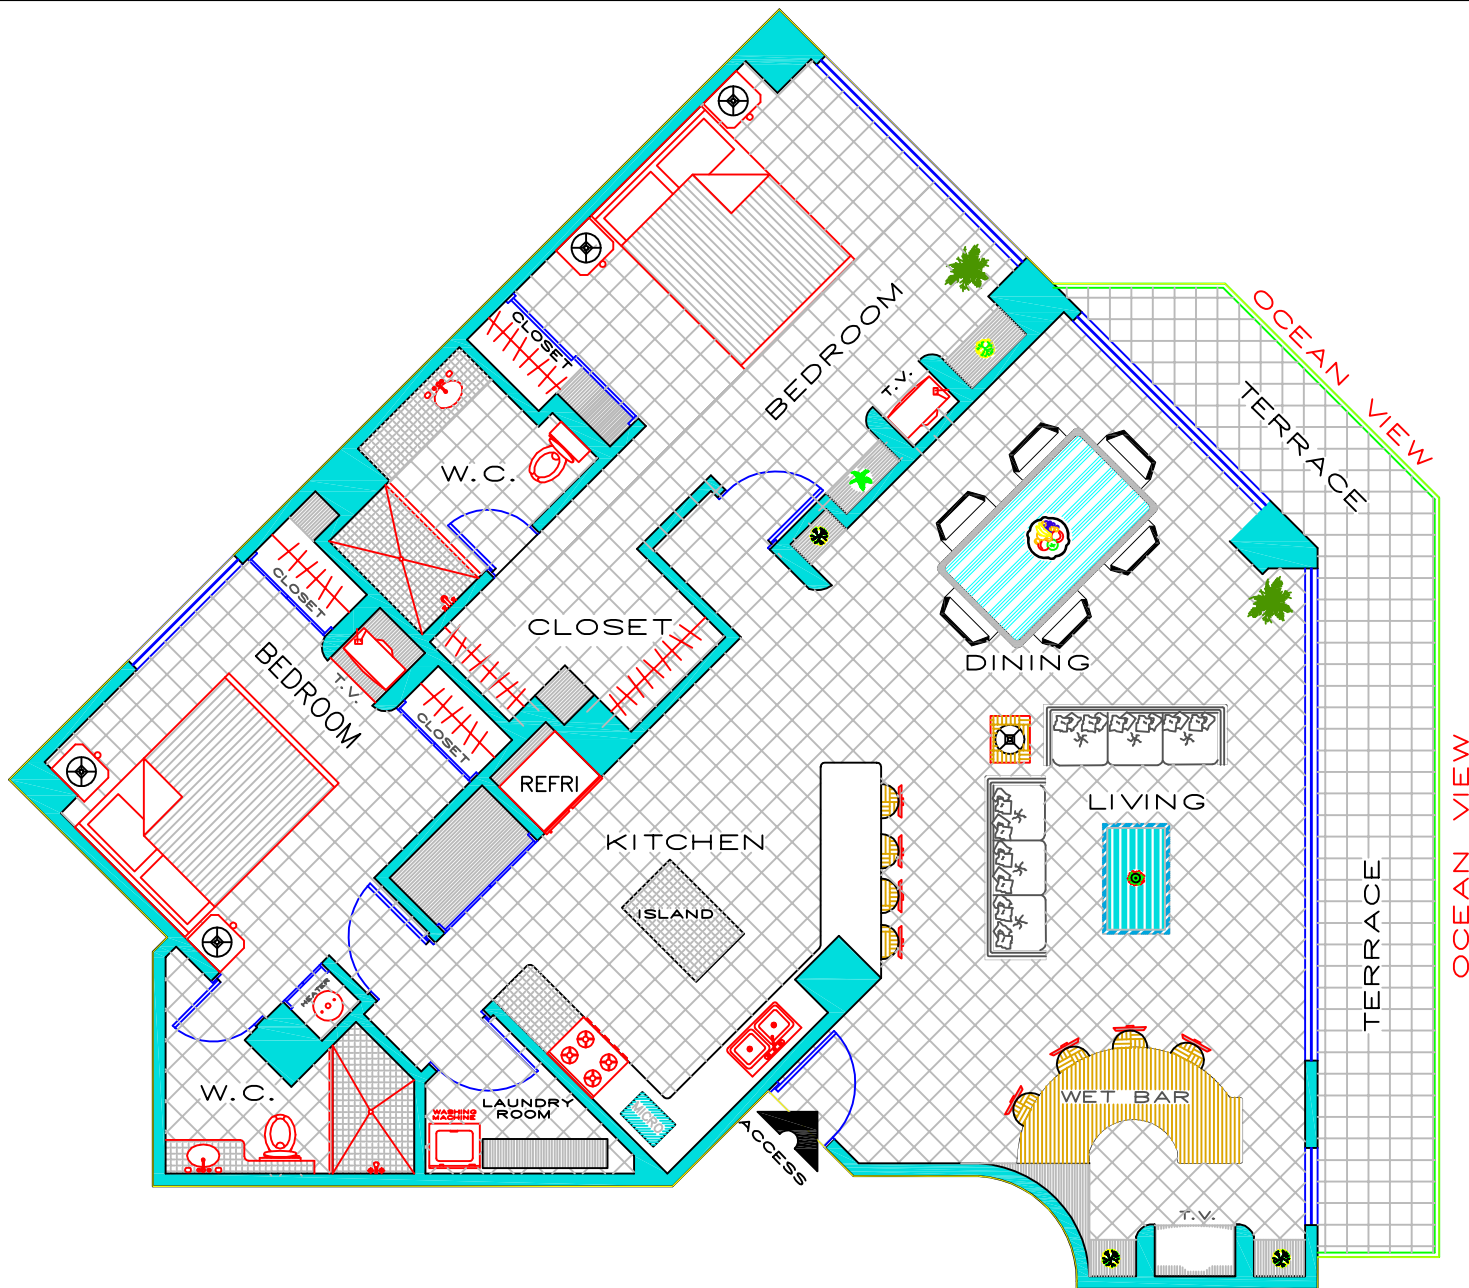 OCEAN VIEW
TERRACE
CLOSET
BEDROOM
T.V.
W.C.
CLOSET
CLOSET
DINING
BEDROOM
T.V.
CLOSET
REFRI
LIVING
KITCHEN
ISLAND
OCEAN VIEW
TERRACE
HEATER
W.C.
LAUNDRY
ROOM
WASHING
MACHINE
MICRO
ACCESS
WET BAR
T.V.